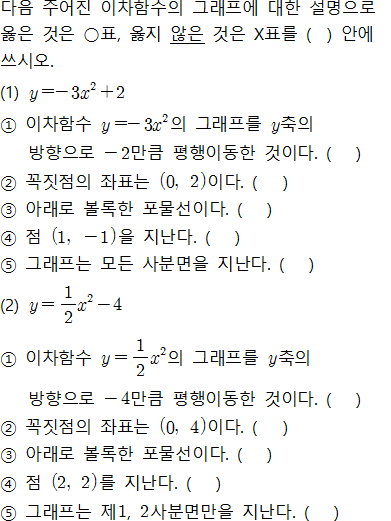 다음 주어진 이차함수의 그래프에 대한 설명으로
옳은 것은 ○표, 옳지 않은 것은 X표를 (  ) 안에
쓰시오.
(1) y=-3x²+2
① 이차함수 y=-3x²의 그래프를 y축의
방향으로 -2만큼 평행이동한 것이다. (  )
② 꼭짓점의 좌표는 (0, 2)이다. (  )
③ 아래로 볼록한 포물선이다. (  )
④ 점 (1, -1)을 지난다. (  )
⑤ 그래프는 모든 사분면을 지난다. (  )
(2) y=1/2x²-4
① 이차함수 y=1/2x²의 그래프를 y축의
방향으로 -4만큼 평행이동한 것이다. (  )
② 꼭짓점의 좌표는 (0, 4)이다. (  )
③ 아래로 볼록한 포물선이다. (  )
④ 점 (2, 2)를 지난다. (  )
⑤ 그래프는 제1, 2사분면만을 지난다. (  )